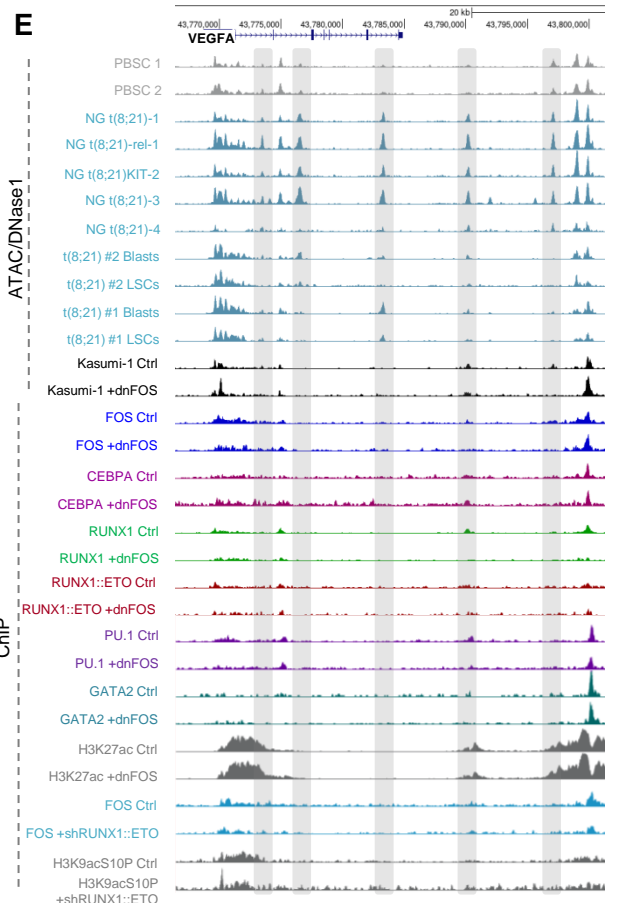 E
20 kb
43,770,000 43,775,000 43,780,000 43,785,000 43,790,000 43,795,000 43,800,000
VEGFA
ATAC/DNase1
PBSC 1
PBSC 2
NG t(8;21)-1
NG t(8;21)-rel-1
NG t(8;21)KIT-2
NG t(8;21)-3
NG t(8;21)-4
t(8;21) #2 Blasts
t(8;21) #2 LSCs
t(8;21) #1 Blasts
t(8;21) #1 LSCs
Kasumi-1 Ctrl
Kasumi-1 +dnFOS
ChIP
FOS Ctrl
FOS +dnFOS
CEBPA Ctrl
CEBPA +dnFOS
RUNX1 Ctrl
RUNX1 +dnFOS
RUNX1::ETO Ctrl
RUNX1::ETO +dnFOS
PU.1 Ctrl
PU.1 +dnFOS
GATA2 Ctrl
GATA2 +dnFOS
H3K27ac Ctrl
H3K27ac +dnFOS
FOS Ctrl
FOS +shRUNX1::ETO
H3K9acS10P Ctrl
H3K9acS10P
+shRUNX1::ETO